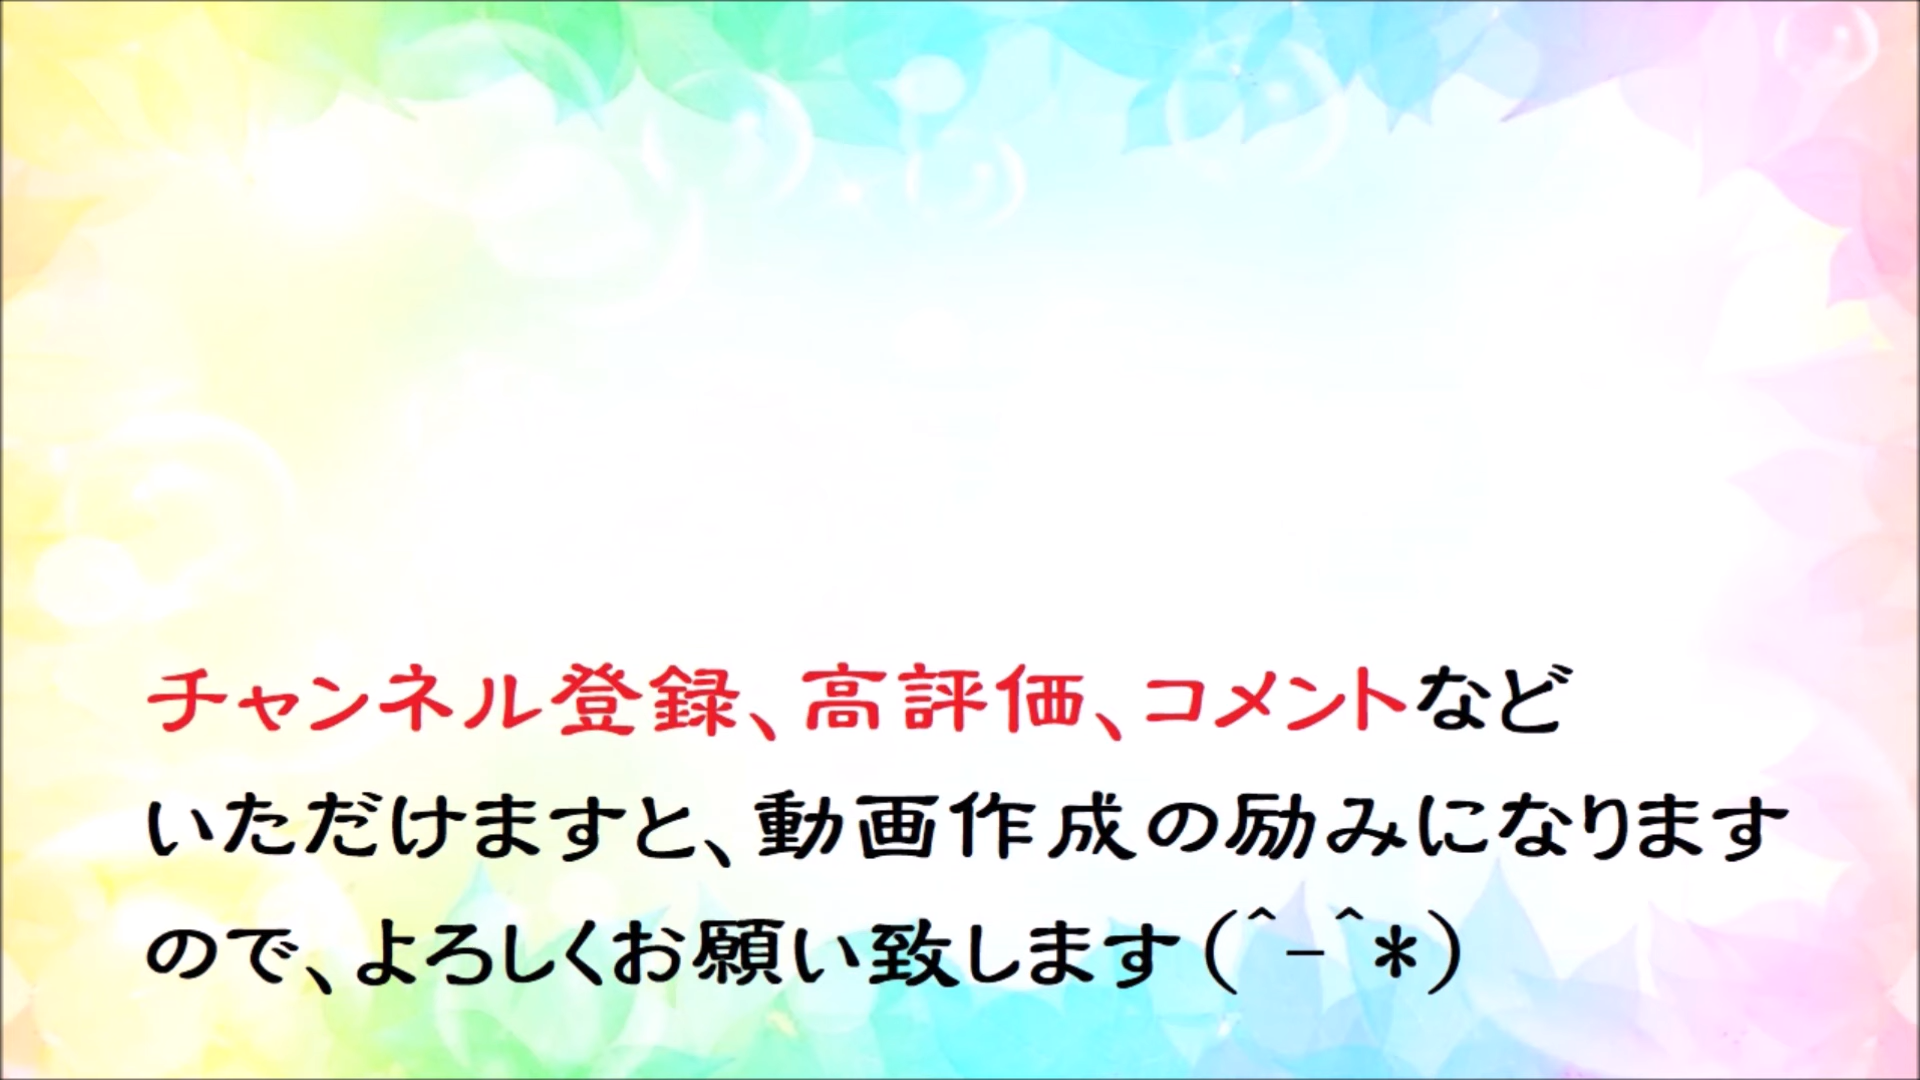 チャンネル登録、高評価、コメントなど
いただけますと、動画作成の励みになります
ので、よろしくお願い致します(^-^*)